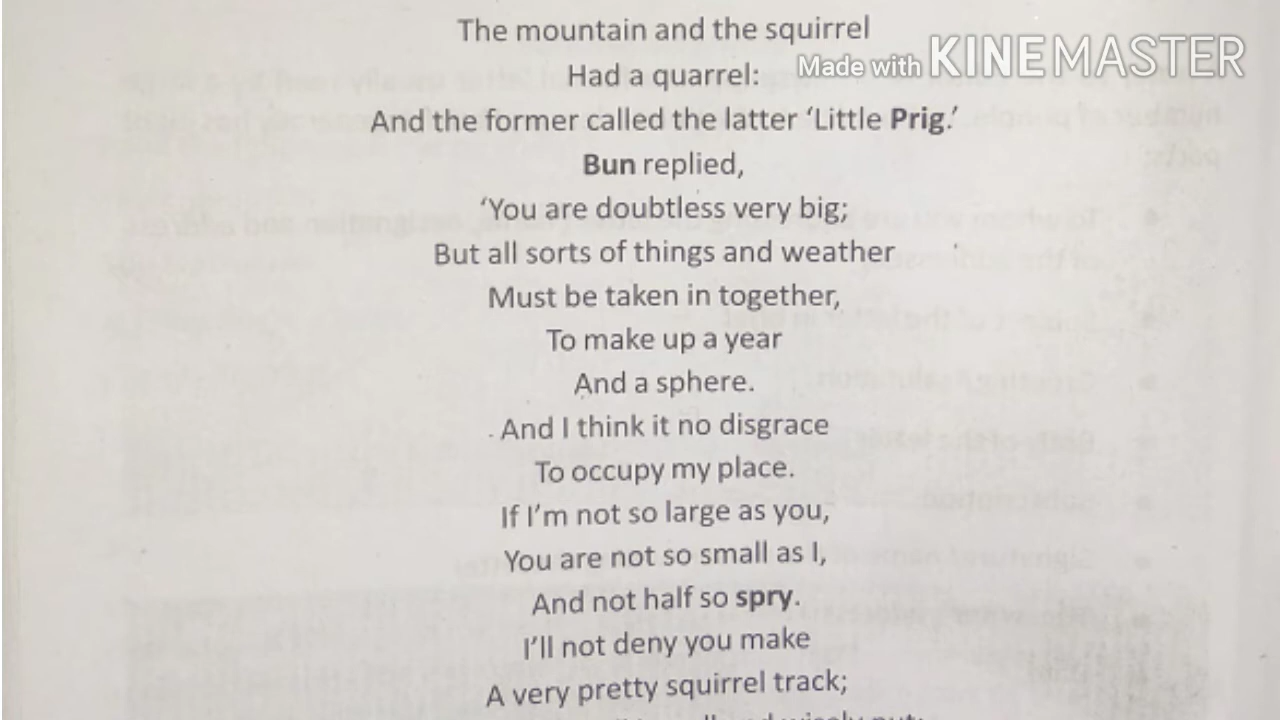 The mountain and the squirrel
Made with KINEMASTER
Had a quarrel:
And the former called the latter ‘Little Prig.’
Bun replied,
‘You are doubtless very big;
But all sorts of things and weather
Must be taken in together,
To make up a year
And a sphere.
And I think it no disgrace
To occupy my place.
If I’m not so large as you,
You are not so small as I,
And not half so spry.
I’ll not deny you make
A very pretty squirrel track;